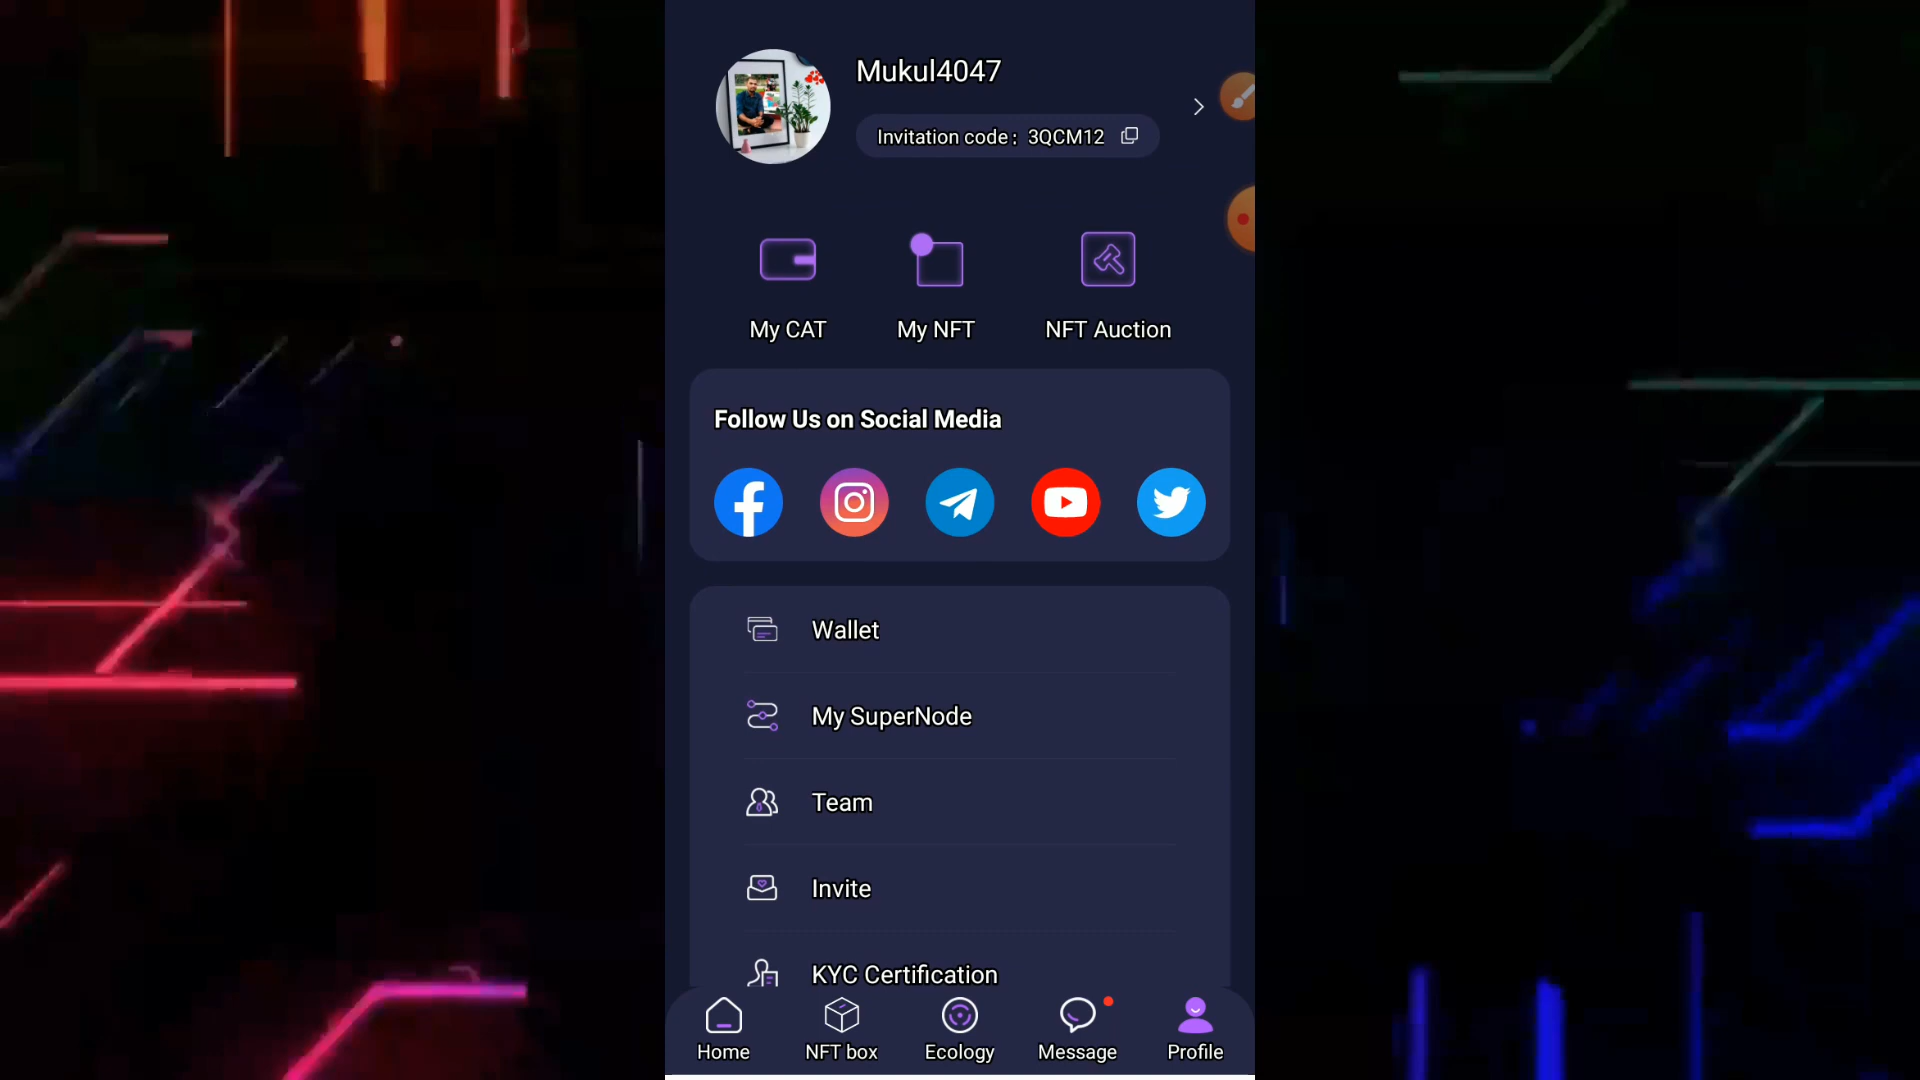 Mukul4047
Invitation code: 3QCM12
My CAT
My NFT
NFT Auction
Follow Us on Social Media
Wallet
My SuperNode
Team
Invite
KYC Certification
Home
NFT box
Ecology
Message
Profile